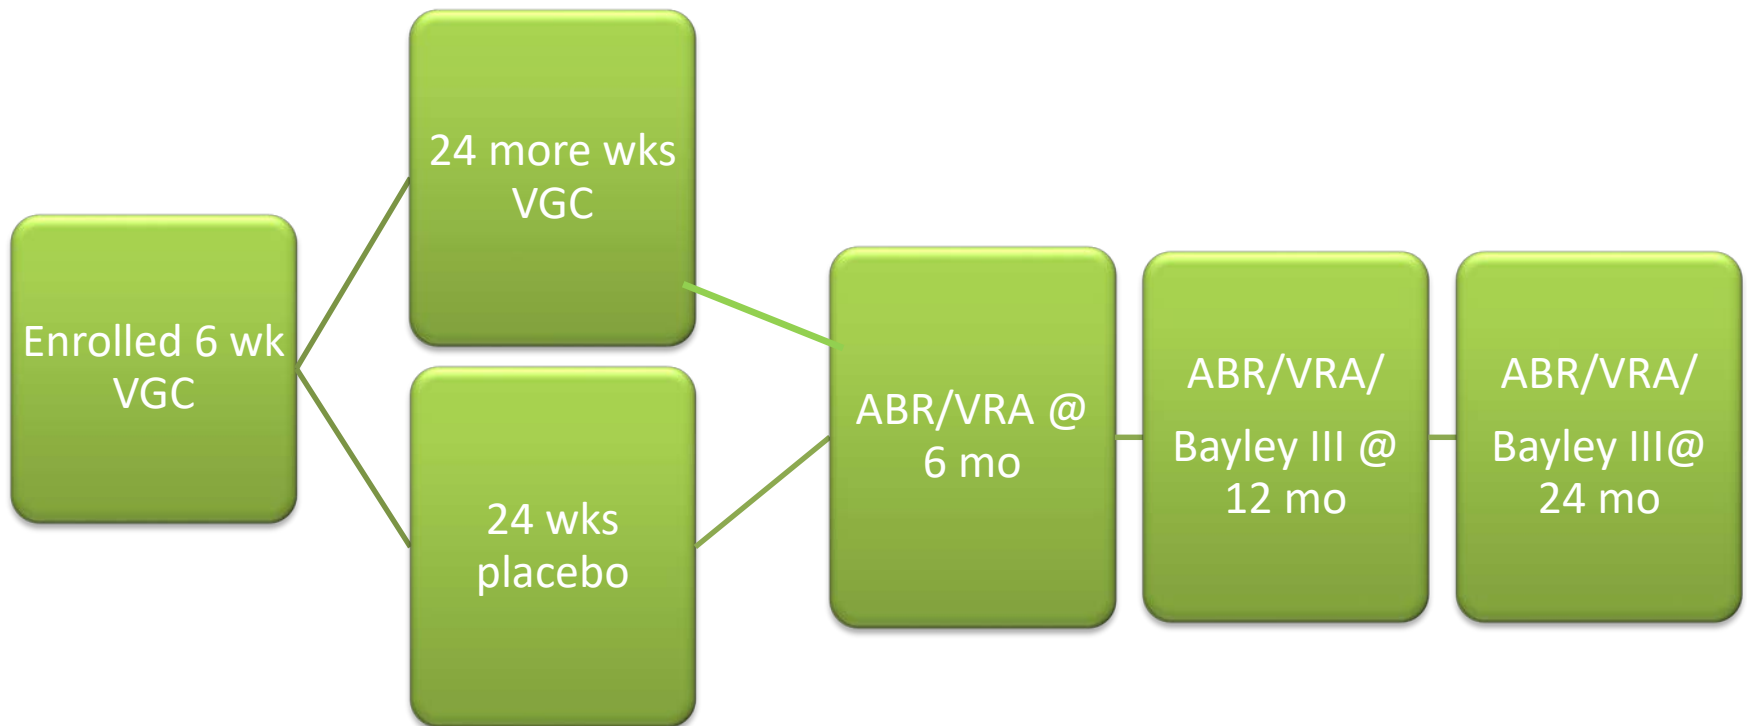 Enrolled 6 wk
VGC
24 more wks
VGC
24 wks
placebo
ABR/VRA @
6 mo
ABR/VRA/
Bayley III @
12 mo
ABR/VRA/
Bayley III@
24 mo